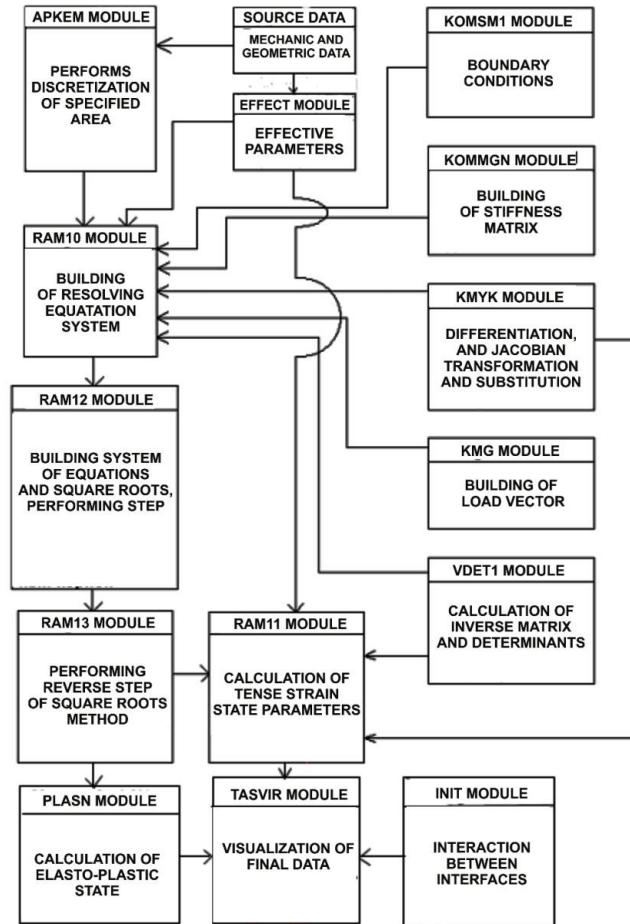 APKEM MODULE
PERFORMS
DISCRETIZATION
OF SPECIFIED
AREA
SOURCE DATA
MECHANIC AND
GEOMETRIC DATA
EFFECT MODULE
EFFECTIVE
PARAMETERS
KOMSM1 MODULE
BOUNDARY
CONDITIONS
KOMMGN MODULE
BUILDING
OF STIFFNESS
MATRIX
RAM10 MODULE
BUILDING
OF RESOLVING
EQUATATION
SYSTEM
KMYK MODULE
DIFFERENTIATION,
AND JACOBIAN
TRANSFORMATION
AND SUBSTITUTION
RAM12 MODULE
BUILDING SYSTEM
OF EQUATIONS
AND SQUARE ROOTS,
PERFORMING STEP
KMG MODULE
BUILDING OF
LOAD VECTOR
VDET1 MODULE
CALCULATION OF
INVERSE MATRIX
AND DETERMINANTS
RAM13 MODULE
PERFORMING
REVERSE STEP
OF SQUARE ROOTS
METHOD
RAM11 MODULE
CALCULATION OF
TENSE STRAIN
STATE PARAMETERS
PLASN MODULE
CALCULATION OF
ELASTO-PLASTIC
STATE
TASVIR MODULE
VISUALIZATION OF
FINAL DATA
INIT MODULE
INTERACTION
BETWEEN
INTERFACES